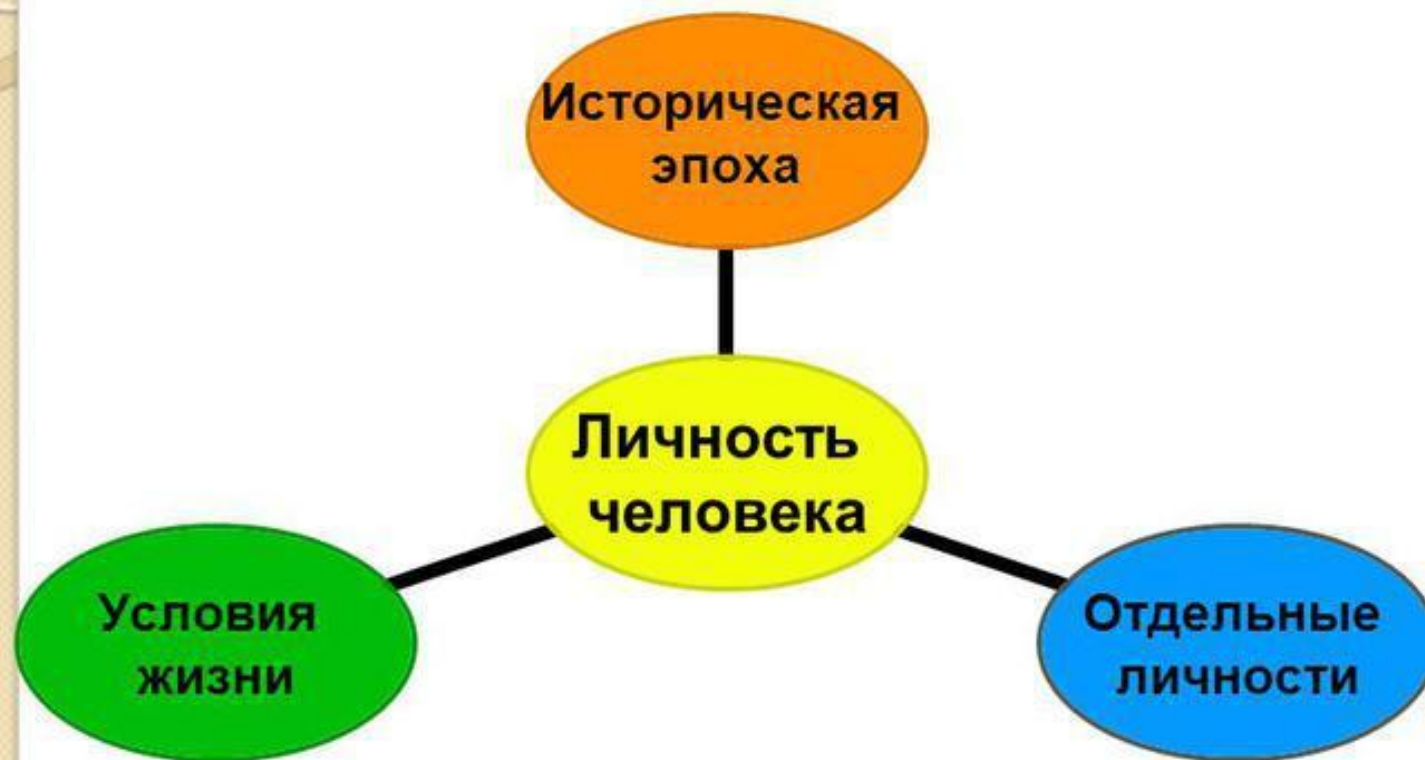 Историческая
эпоха
Личность
человека
Условия
жизни
Отдельные
личности